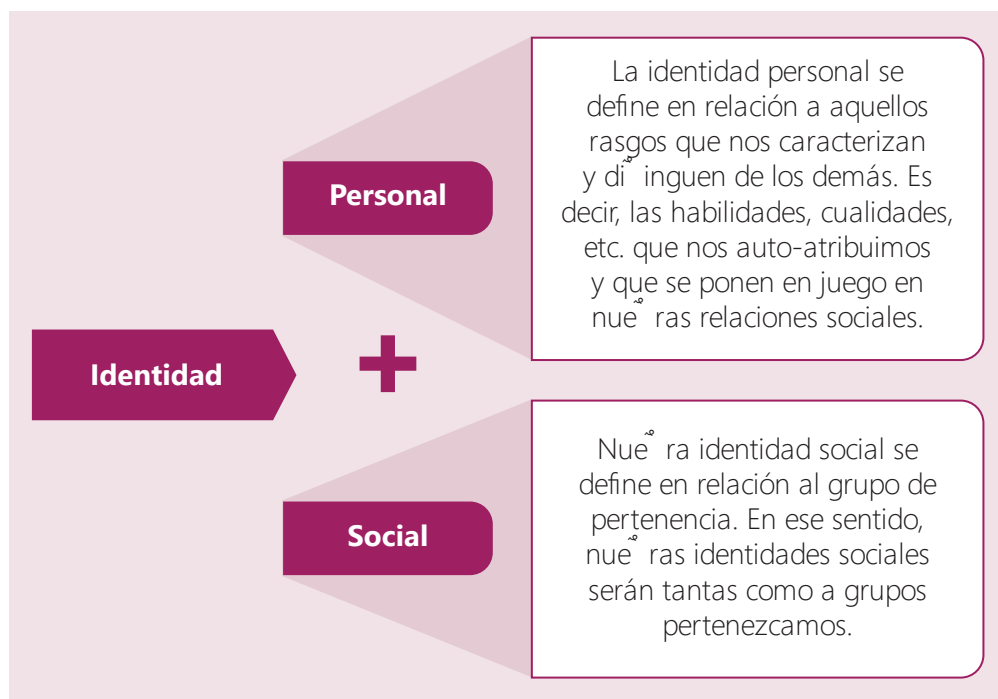 Identidad
Personal
La identidad personal se
define en relación a aquellos
rasgos que nos caracterizan
y di˜ inguen de los demás. Es
decir, las habilidades, cualidades,
etc. que nos auto-atribuimos
y que se ponen en juego en
nue˜ ras relaciones sociales.
+
Social
Nue˜ ra identidad social se
define en relación al grupo de
pertenencia. En ese sentido,
nue˜ ras identidades sociales
serán tantas como a grupos
pertenezcamos.